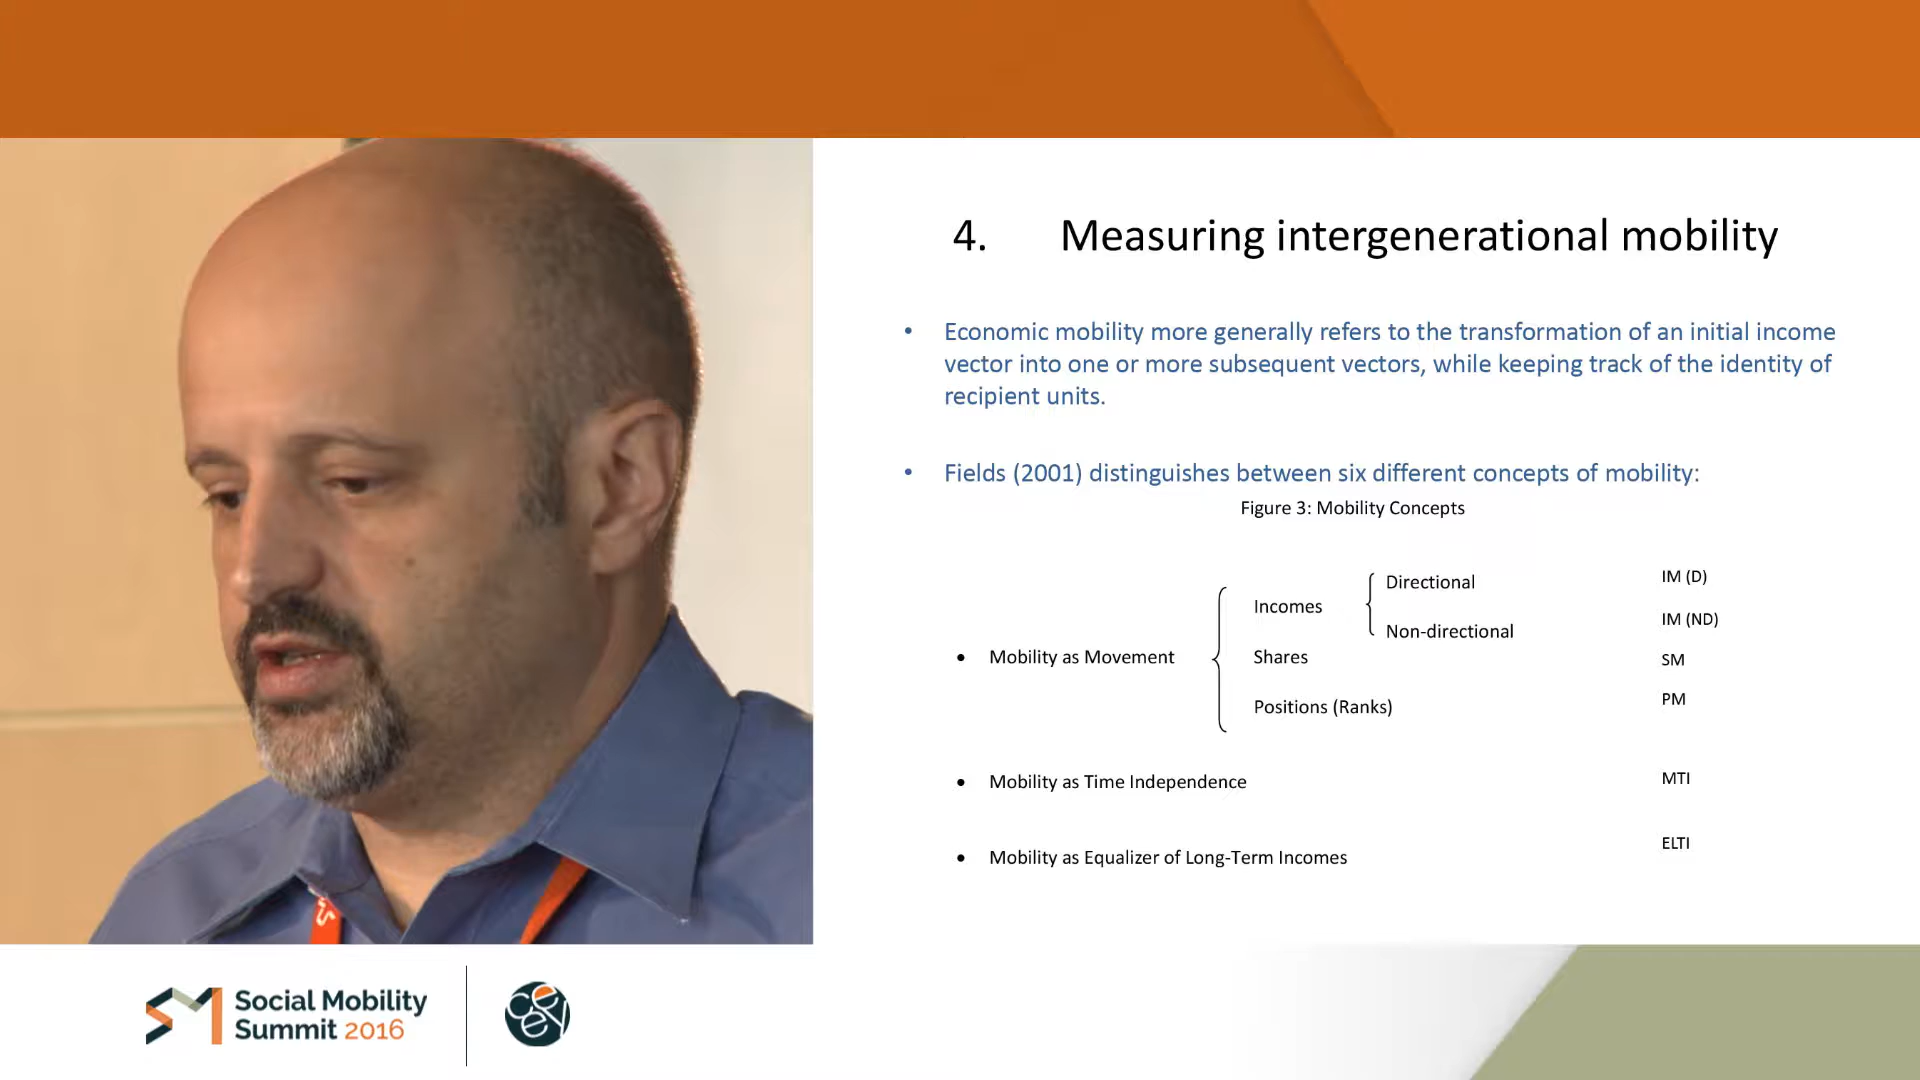 4. Measuring intergenerational mobility
• Economic mobility more generally refers to the transformation of an initial income
vector into one or more subsequent vectors, while keeping track of the identity of
recipient units.
• Fields (2001) distinguishes between six different concepts of mobility:
Figure 3: Mobility Concepts
Directional IM (D)
Incomes
Non-directional IM (ND)
• Mobility as Movement Shares SM
Positions (Ranks) PM
• Mobility as Time Independence MTI
• Mobility as Equalizer of Long-Term Incomes ELTI
SM Social Mobility
Summit 2016
ceey